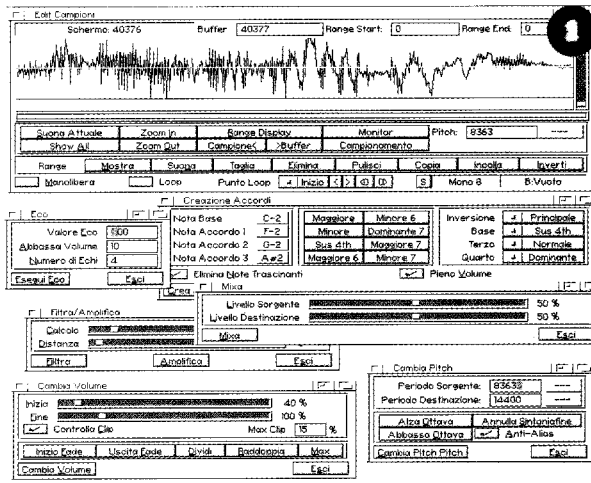 Edit Campioni
1
Schermo: 40376 Buffer 40377 Range Start: 0 Range End: 0
Suona Attuale Zoom In Range Display Monitor Pitch: 8363
Show All Zoom Out Campione< >Buffer Campionamento
Range Mostra Suona Taglia Elimina Pulisci Copia Incolla Inverti
Manolibera Loop Punto Loop Inizio < > S Mono 8 B:Vuoto
Creazione Accordi
Nota Base C-2 Maggiore Minore 6 Inversione Principale
Nota Accordo 1 F-2 Minore Dominante 7 Base Sus 4th
Nota Accordo 2 G-2 Sus 4th Maggiore 7 Terzo Normale
Nota Accordo 3 A#2 Maggiore 6 Minore 7 Quarto Dominante
Elimina Note Trascinanti Pieno Volume
Crea
Eco
Valore Eco
Abbassa Volume 10
Numero di Echi 4
Esegui Eco Esci
Mixa
Livello Sorgente 50 %
Livello Destinazione 50 %
Mixa Esci
Filtra/Amplifica
Calcolo
Distanza
Filtra Amplifica Esci
Cambia Volume
Inizio 40 %
Fine 100 %
Controlla Clip Max Clip 15 %
Inizio Fade Uscita Fade Dividi Raddoppia Max
Cambia Volume Esci
Cambia Pitch
Periodo Sorgente:
Periodo Destinazione: 14400
Alza Ottava Annulla Sintoniafine
Abbassa Ottava Anti-Alias
Cambia Pitch Pitch Esci